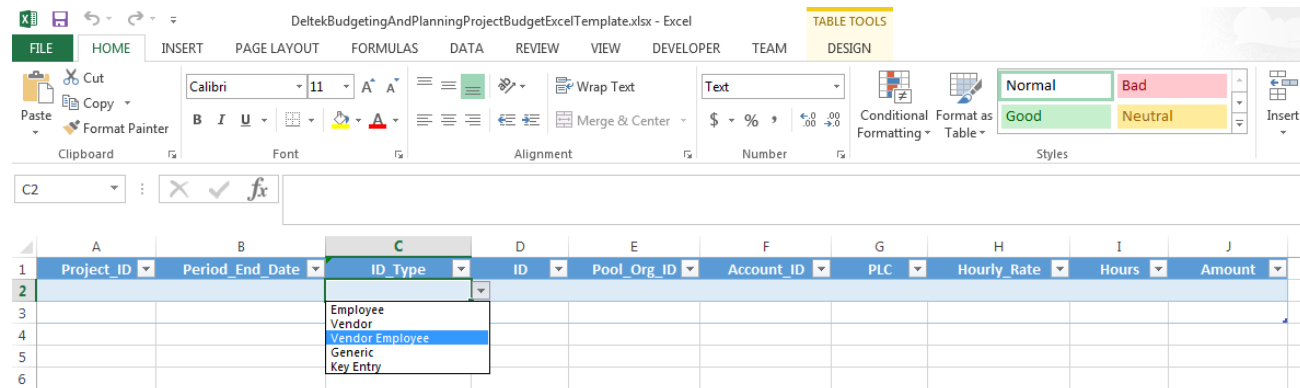 DeltekBudgetingAndPlanningProjectBudgetExcelTemplate.xlsx - Excel TABLE TOOLS
FILE HOME INSERT PAGE LAYOUT FORMULAS DATA REVIEW VIEW DEVELOPER TEAM DESIGN
Cut
Copy
Format Painter
Paste
Clipboard
Calibri 11
B I U
Font
Wrap Text
Merge & Center
Alignment
Text
$ % ,
Number
Conditional Formatting
Format as Table
Normal Bad
Good Neutral
Styles
Insert
C2 fx
A B C D E F G H I J
1 Project_ID Period_End_Date ID_Type ID Pool_Org_ID Account_ID PLC Hourly_Rate Hours Amount
2
3 Employee
Vendor
4 Vendor Employee
5 Generic
Key Entry
6